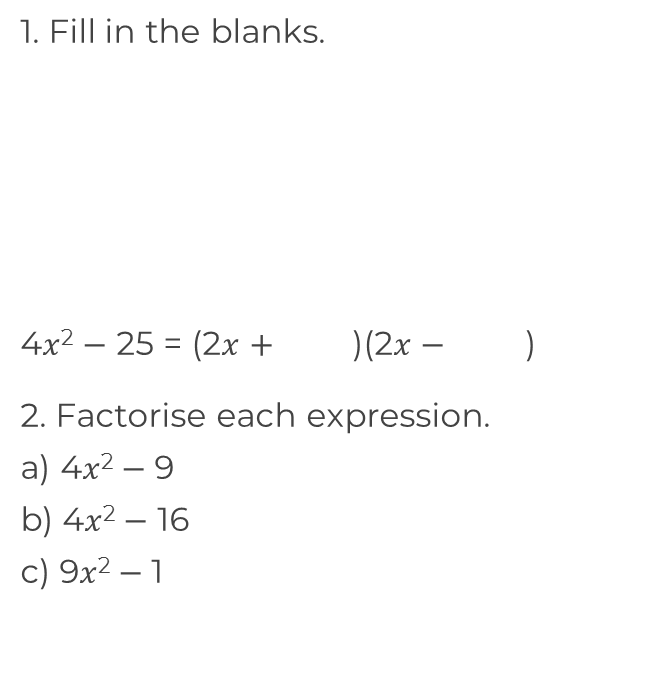 1. Fill in the blanks.
4x² – 25 = (2x +      )(2x –      )
2. Factorise each expression.
a) 4x² – 9
b) 4x² – 16
c) 9x² – 1